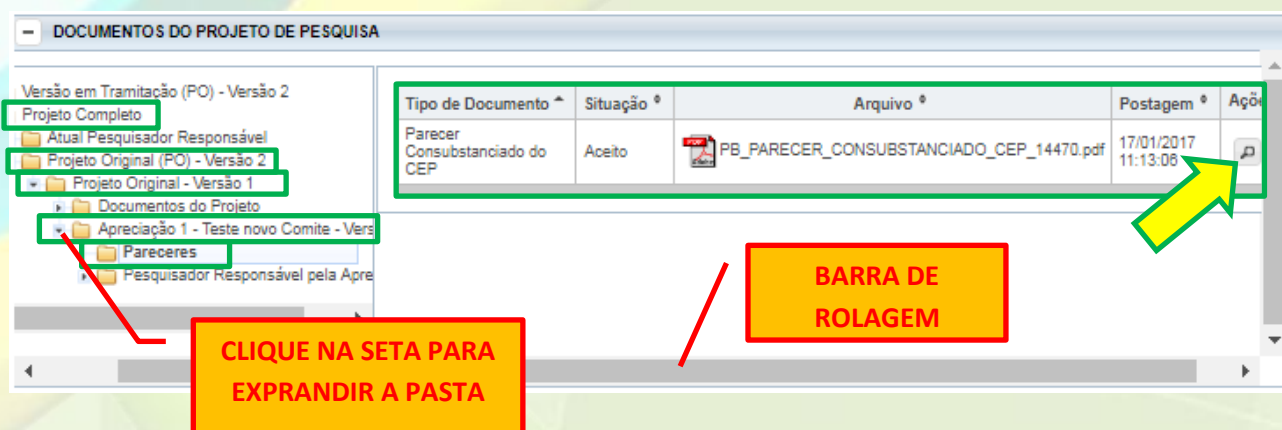 DOCUMENTOS DO PROJETO DE PESQUISA
Versão em Tramitação (PO) - Versão 2
Projeto Completo
Atual Pesquisador Responsável
Projeto Original (PO) - Versão 2
Projeto Original - Versão 1
Documentos do Projeto
Apreciação 1 - Teste novo Comite - Vers
Pareceres
Pesquisador Responsável pela Apre
Tipo de Documento Situação Arquivo Postagem Açõe
Parecer
Consubstanciado do
CEP
Aceito
PB_PARECER_CONSUBSTANCIADO_CEP_14470.pdf
17/01/2017
11:13:06
BARRA DE
ROLAGEM
CLIQUE NA SETA PARA
EXPRANDIR A PASTA